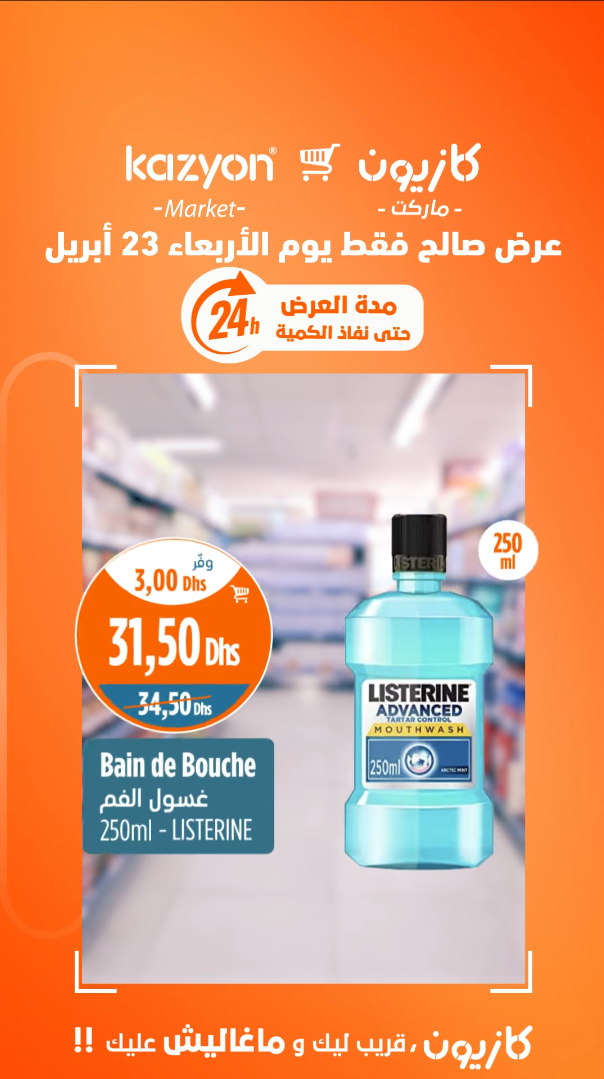 kazyon® كازيون
-Market- - ماركت -
عرض صالح فقط يوم الأربعاء 23 أبريل
24h
مدة العرض
حتى نفاذ الكمية
250
ml
وفّر
3,00 Dhs
31,50 Dhs
34,50 Dhs
Bain de Bouche
غسول الفم
250ml - LISTERINE
LISTERINE
ADVANCED
TARTAR CONTROL
MOUTHWASH
250ml
ARCTIC MINT
كازيون، قريب ليك و ماغاليش عليك !!